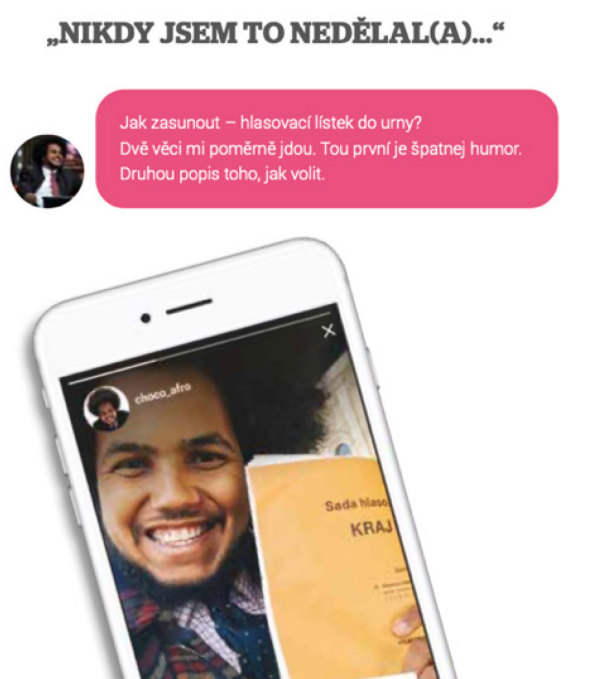 „NIKDY JSEM TO NEDĚLAL(A)...“
Jak zasunout – hlasovací lístek do urny?
Dvě věci mi poměrně jdou. Tou první je špatnej humor.
Druhou popis toho, jak volit.
choco_afro
Sada
KRAJ